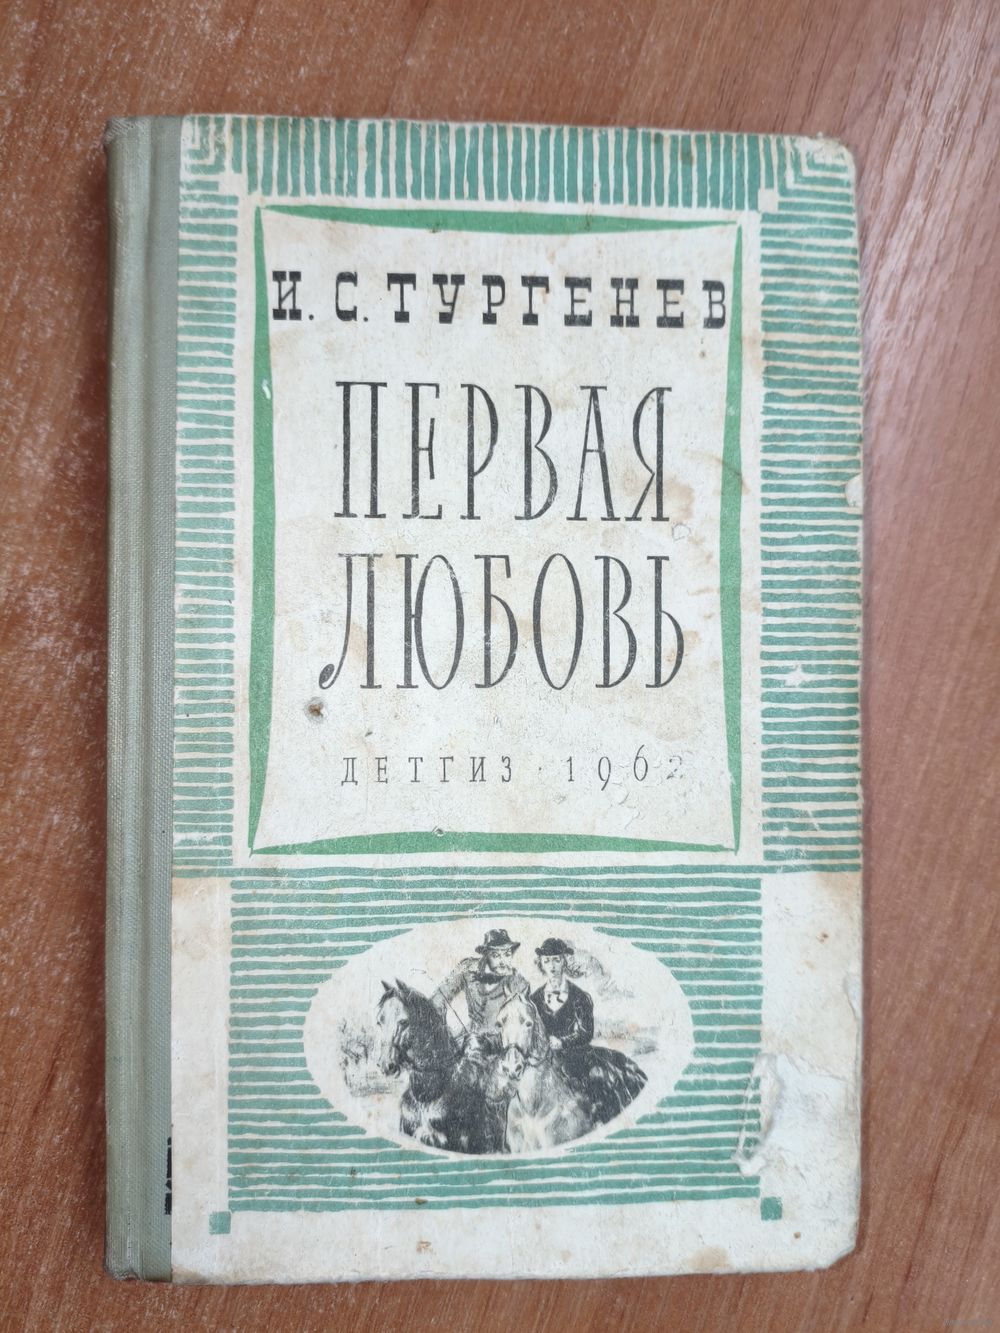 И. С. ТУРГЕНЕВ
ПЕРВАЯ
ЛЮБОВЬ
ДЕТГИЗ · 1962